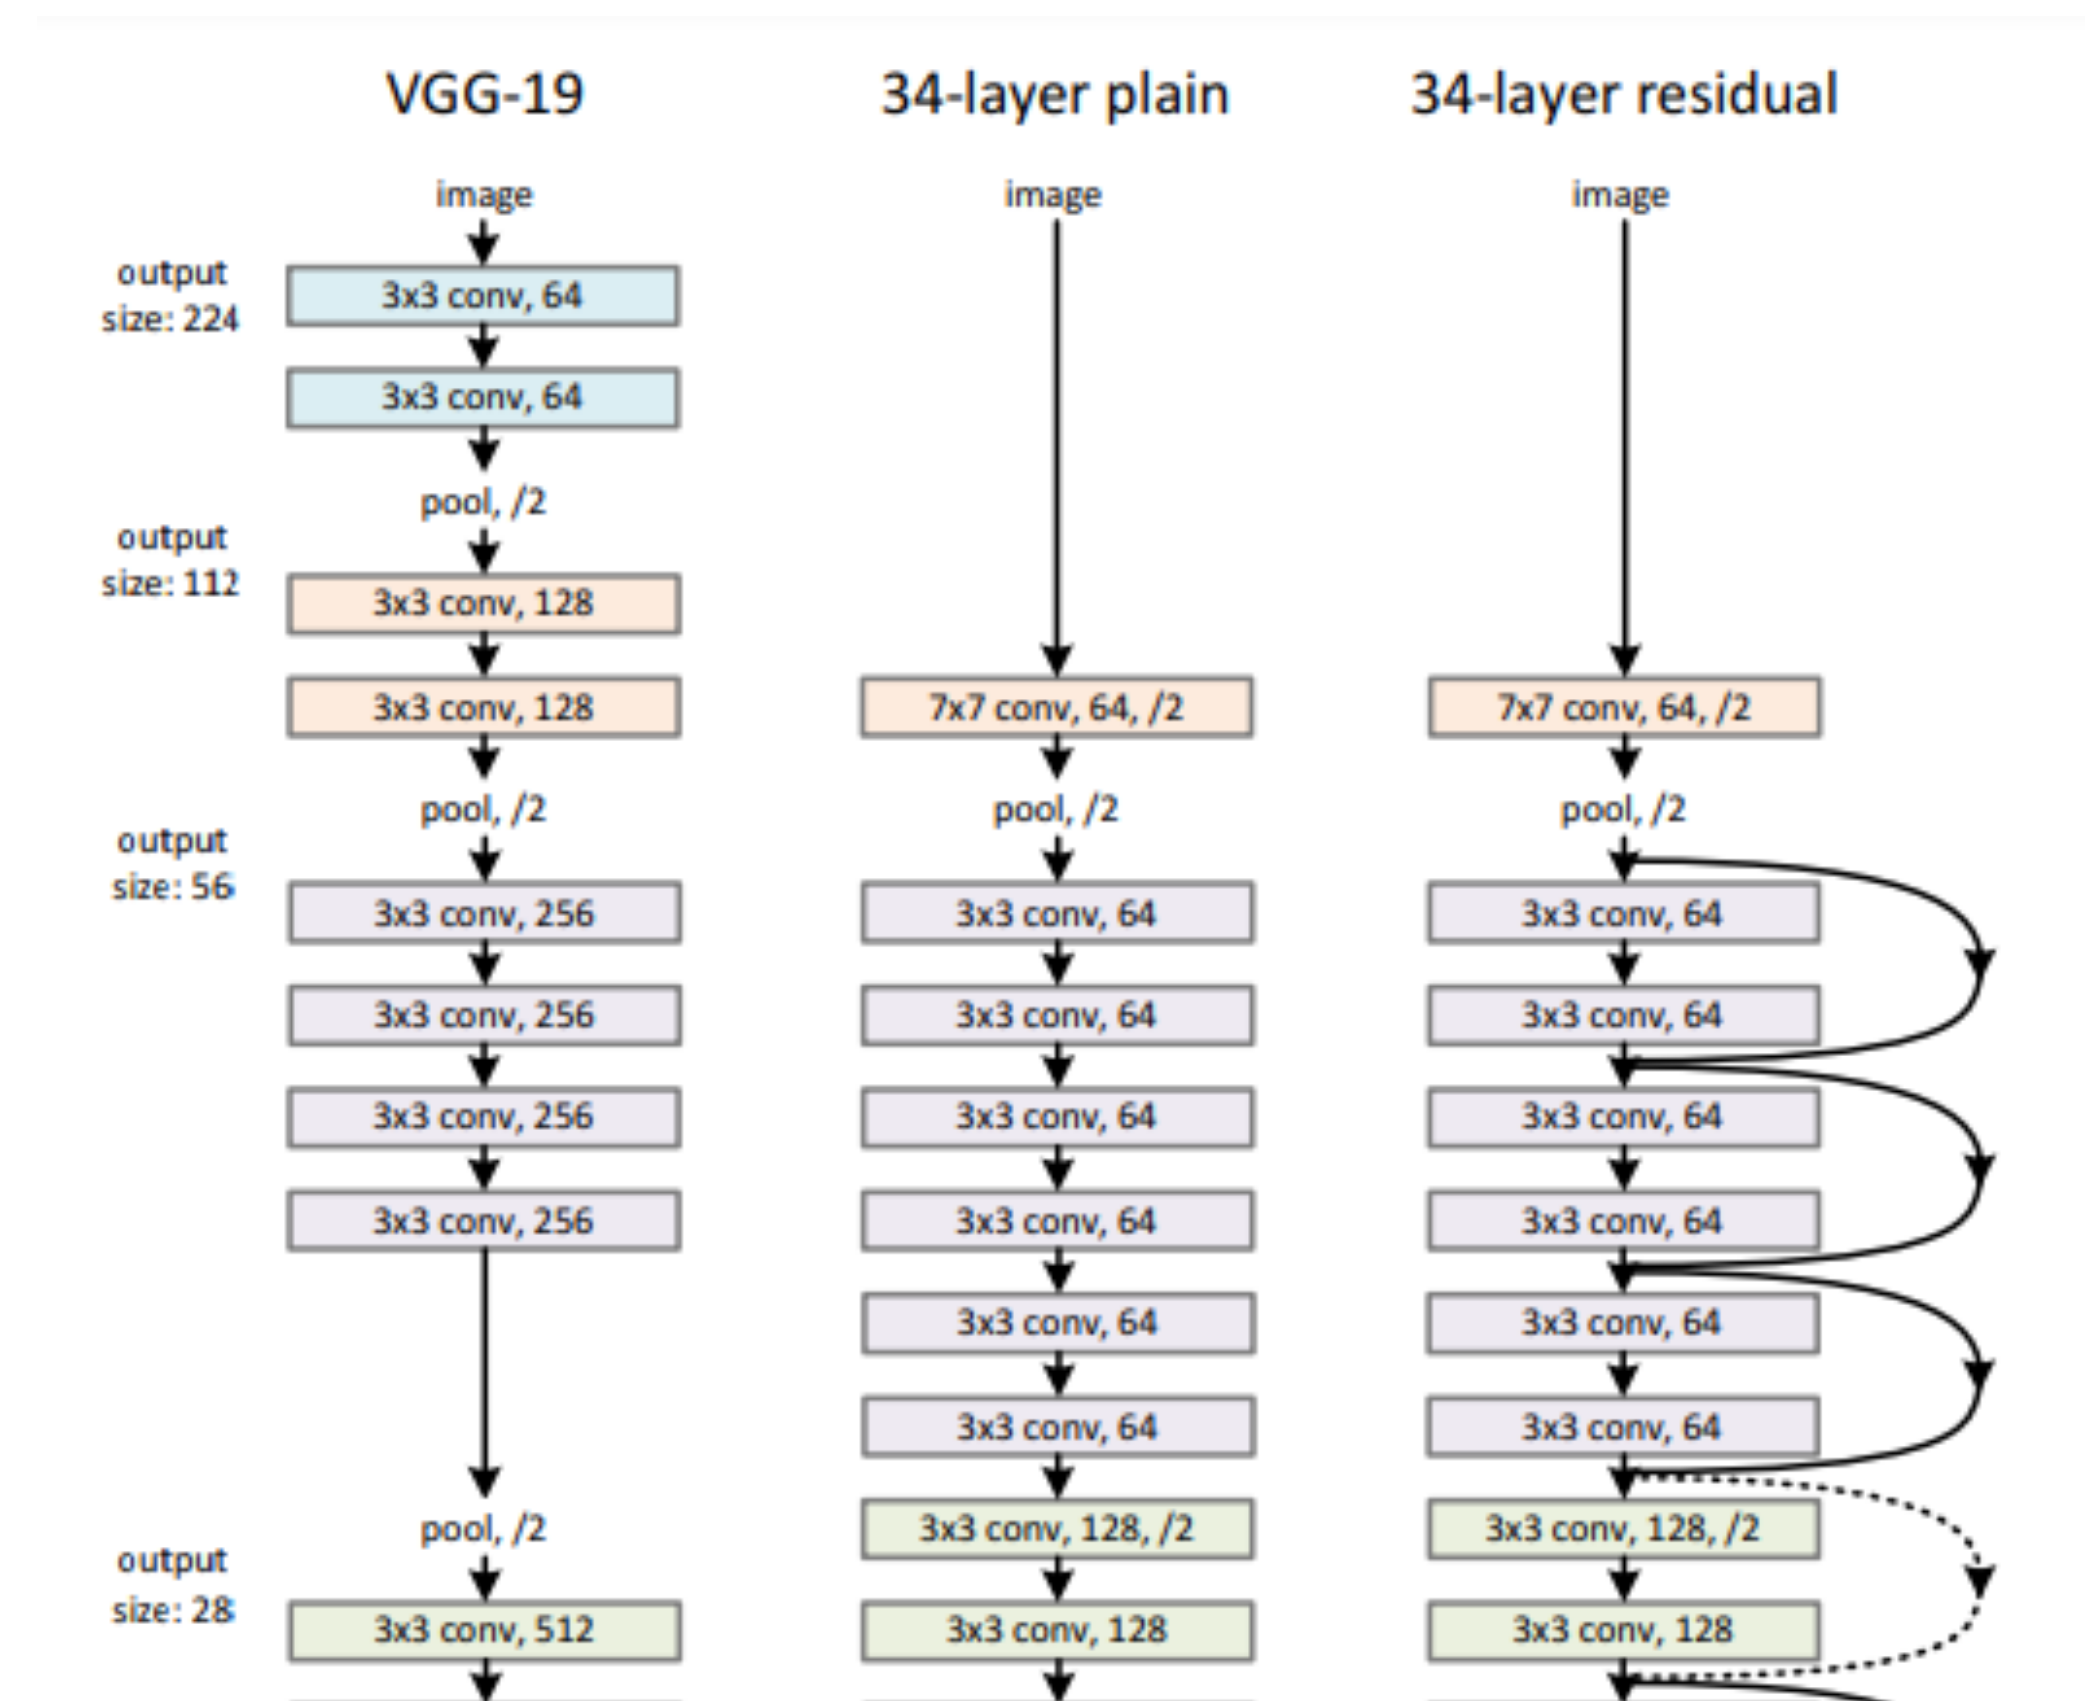 VGG-19
34-layer plain
34-layer residual
image
image
image
output
size: 224
3x3 conv, 64
3x3 conv, 64
pool, /2
output
size: 112
3x3 conv, 128
3x3 conv, 128
7x7 conv, 64, /2
7x7 conv, 64, /2
pool, /2
pool, /2
pool, /2
output
size: 56
3x3 conv, 256
3x3 conv, 64
3x3 conv, 64
3x3 conv, 256
3x3 conv, 64
3x3 conv, 64
3x3 conv, 256
3x3 conv, 64
3x3 conv, 64
3x3 conv, 256
3x3 conv, 64
3x3 conv, 64
3x3 conv, 64
3x3 conv, 64
3x3 conv, 64
3x3 conv, 64
pool, /2
3x3 conv, 128, /2
3x3 conv, 128, /2
output
size: 28
3x3 conv, 512
3x3 conv, 128
3x3 conv, 128